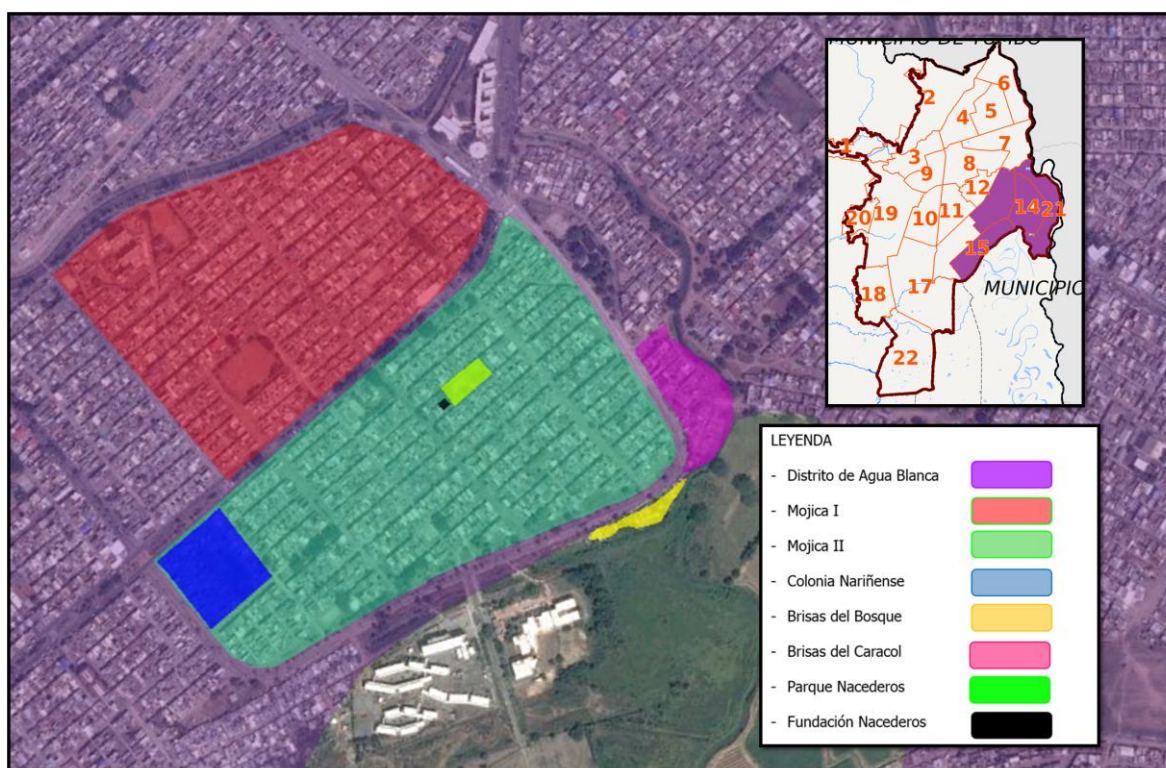 MUNICIPIO DE
2
6
4
5
1
3
7
9
8
12
20
19
10
11
14
21
15
18
17
MUNICIPIO
22
LEYENDA
- Distrito de Agua Blanca
- Mojica I
- Mojica II
- Colonia Nariñense
- Brisas del Bosque
- Brisas del Caracol
- Parque Nacederos
- Fundación Nacederos